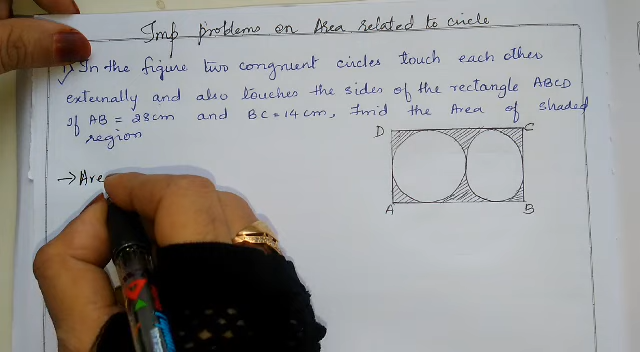 Imp problems on Area related to circle
1) In the figure two congruent circles touch each other
externally and also touches the sides of the rectangle ABCD
If AB = 28cm and BC = 14cm, Find the Area of shaded
region
D C
→ Are
A B